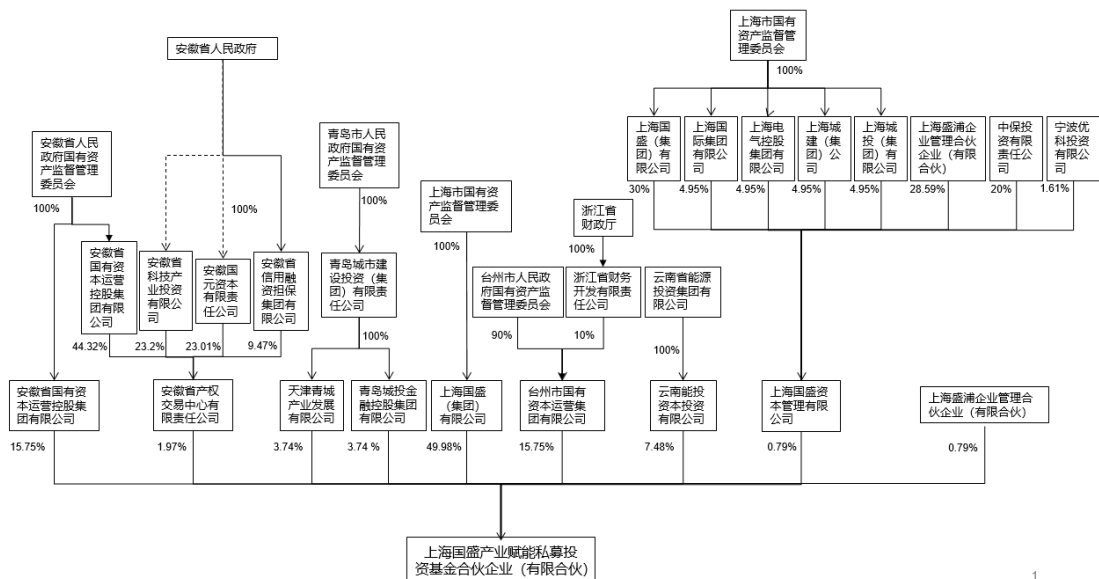 安徽省人民政府
上海市国有
资产监督管
理委员会
100%
安徽省人民
政府国有资
产监督管理
委员会
青岛市人民
政府国有资
产监督管理
委员会
上海国
盛（集
团）有
限公司
上海国
际集团
有限公
司
上海电
气控股
集团有
限公司
上海城
建（集
团）公
司
上海城
投（集
团）有
限公司
上海盛浦企
业管理合伙
企业（有限
合伙）
中保投
资有限
责任公
司
宁波优
科投资
有限公
司
30%
4.95%
4.95%
4.95%
4.95%
28.59%
20%
1.61%
上海市国有资
产监督管理委
员会
浙江省
财政厅
100%
100%
100%
100%
100%
安徽省
国有资
本运营
控股集
团有限
公司
安徽省
科技产
业投资
有限公
司
安徽国
元资本
有限责
任公司
安徽省
信用融
资担保
集团有
限公司
青岛城市建
设投资（集
团）有限责
任公司
台州市人民政
府国有资产监
督管理委员会
浙江省财务
开发有限责
任公司
云南省能源
投资集团有
限公司
44.32%
23.2%
23.01%
9.47%
100%
90%
10%
100%
安徽省国有资
本运营控股集
团有限公司
安徽省产权
交易中心有
限责任公司
天津青城
产业发展
有限公司
青岛城投金
融控股集团
有限公司
上海国盛
（集团）
有限公司
台州市国有
资本运营集
团有限公司
云南能投
资本投资
有限公司
上海国盛资
本管理有限
公司
上海盛浦企业管理合
伙企业（有限合伙）
15.75%
1.97%
3.74%
3.74 %
49.98%
15.75%
7.48%
0.79%
0.79%
上海国盛产业赋能私募投
资基金合伙企业（有限合伙）
1